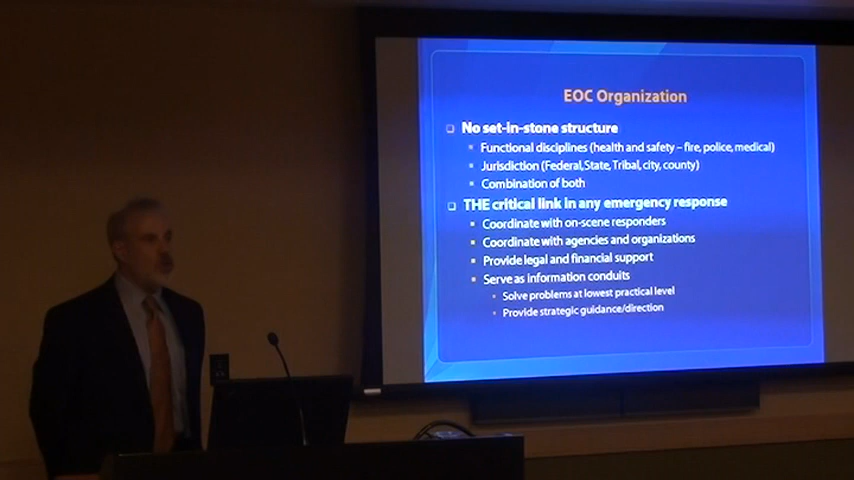 EOC Organization
No set-in-stone structure
Functional disciplines (health and safety – fire, police, medical)
Jurisdiction (Federal, State, Tribal, city, county)
Combination of both
THE critical link in any emergency response
Coordinate with on-scene responders
Coordinate with agencies and organizations
Provide legal and financial support
Serve as information conduits
Solve problems at lowest practical level
Provide strategic guidance/direction